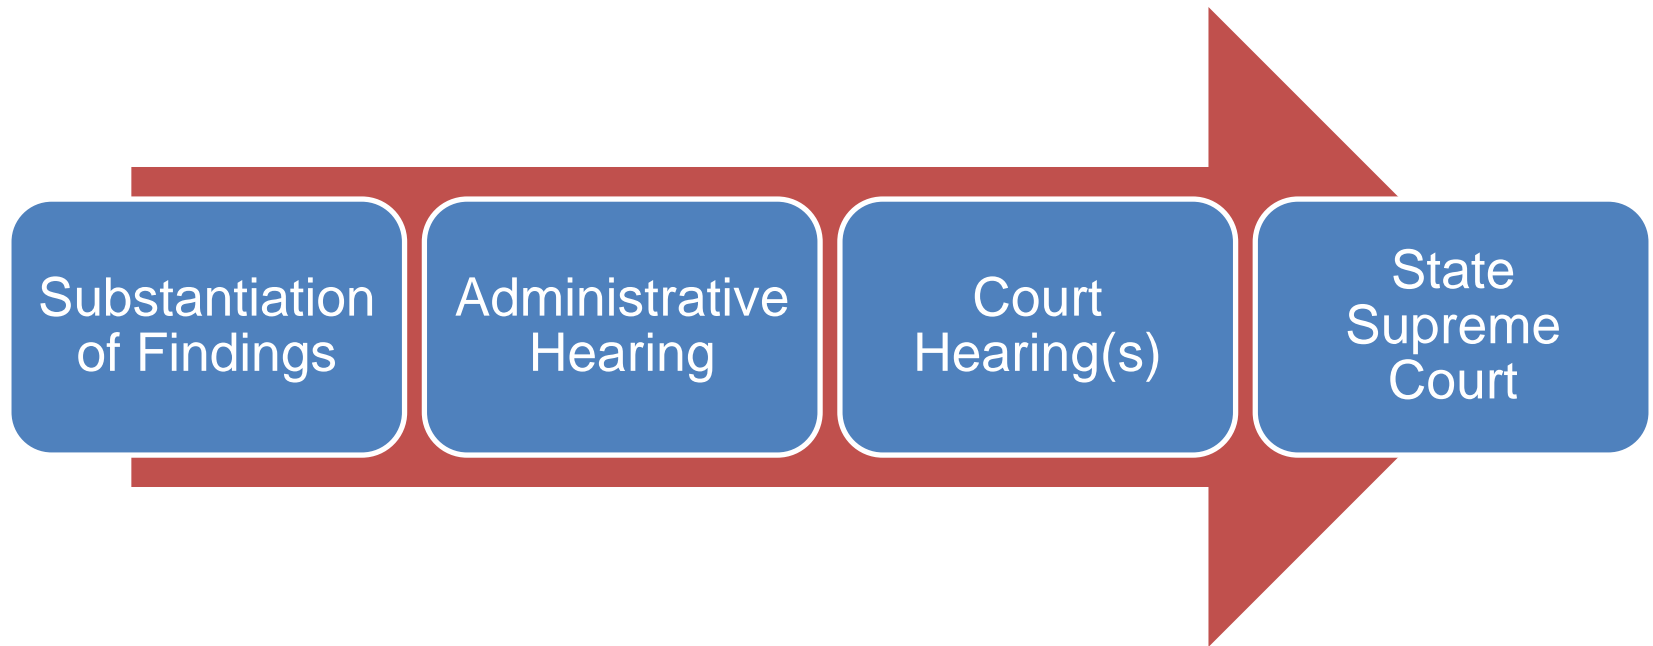 Substantiation
of Findings
Administrative
Hearing
Court
Hearing(s)
State
Supreme
Court